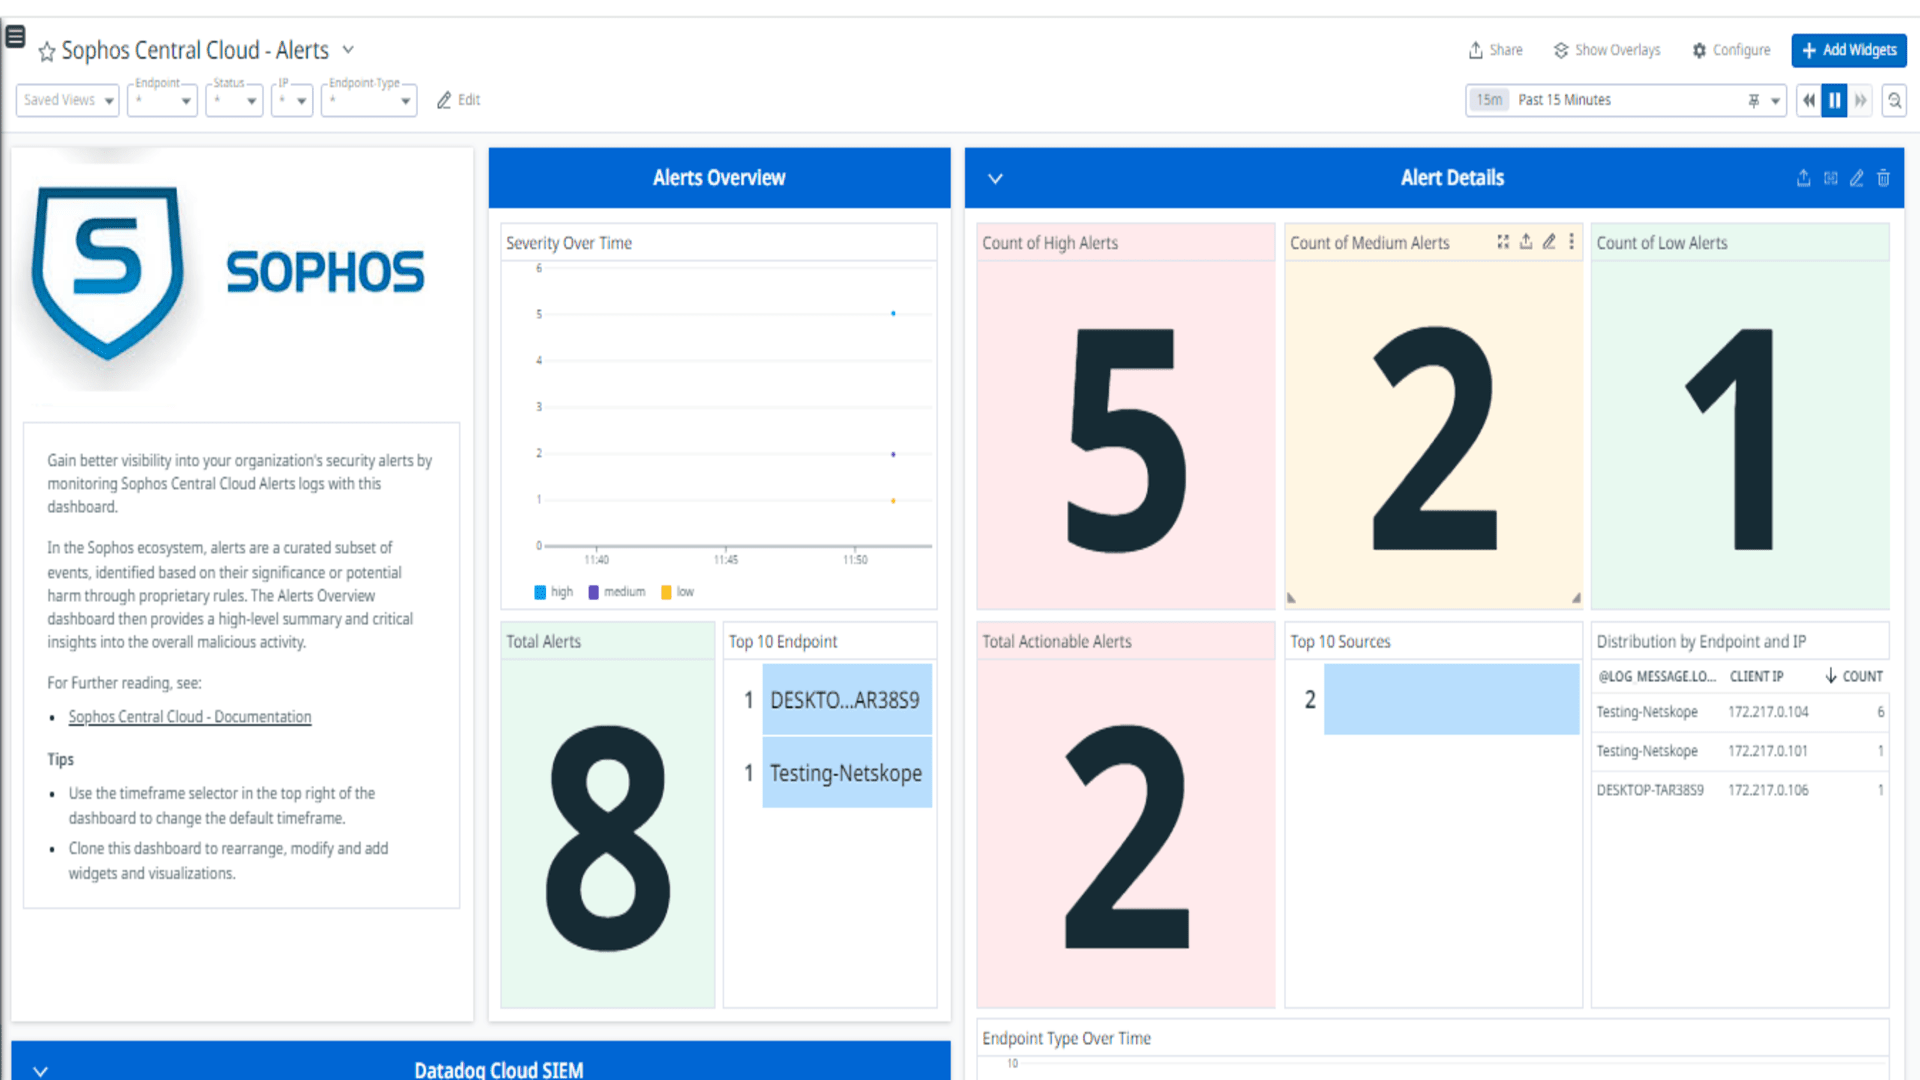 Sophos Central Cloud - Alerts
Share
Show Overlays
Configure
+ Add Widgets
Saved Views
Endpoint
*
Status
*
IP
*
Endpoint-Type
*
Edit
15m Past 15 Minutes
S
SOPHOS
Gain better visibility into your organization's security alerts by
monitoring Sophos Central Cloud Alerts logs with this
dashboard.
In the Sophos ecosystem, alerts are a curated subset of
events, identified based on their significance or potential
harm through proprietary rules. The Alerts Overview
dashboard then provides a high-level summary and critical
insights into the overall malicious activity.
For Further reading, see:
• Sophos Central Cloud - Documentation
Tips
• Use the timeframe selector in the top right of the
dashboard to change the default timeframe.
• Clone this dashboard to rearrange, modify and add
widgets and visualizations.
Alerts Overview
Severity Over Time
6
5
4
3
2
1
0
11:40 11:45 11:50
high medium low
Total Alerts
8
Top 10 Endpoint
1 DESKTO...AR38S9
1 Testing-Netskope
Alert Details
Count of High Alerts
5
Count of Medium Alerts
2
Count of Low Alerts
1
Total Actionable Alerts
2
Top 10 Sources
2
Distribution by Endpoint and IP
@LOG_MESSAGE.LO... CLIENT IP COUNT
Testing-Netskope 172.217.0.104 6
Testing-Netskope 172.217.0.101 1
DESKTOP-TAR38S9 172.217.0.106 1
Endpoint Type Over Time
10
Datadog Cloud SIEM